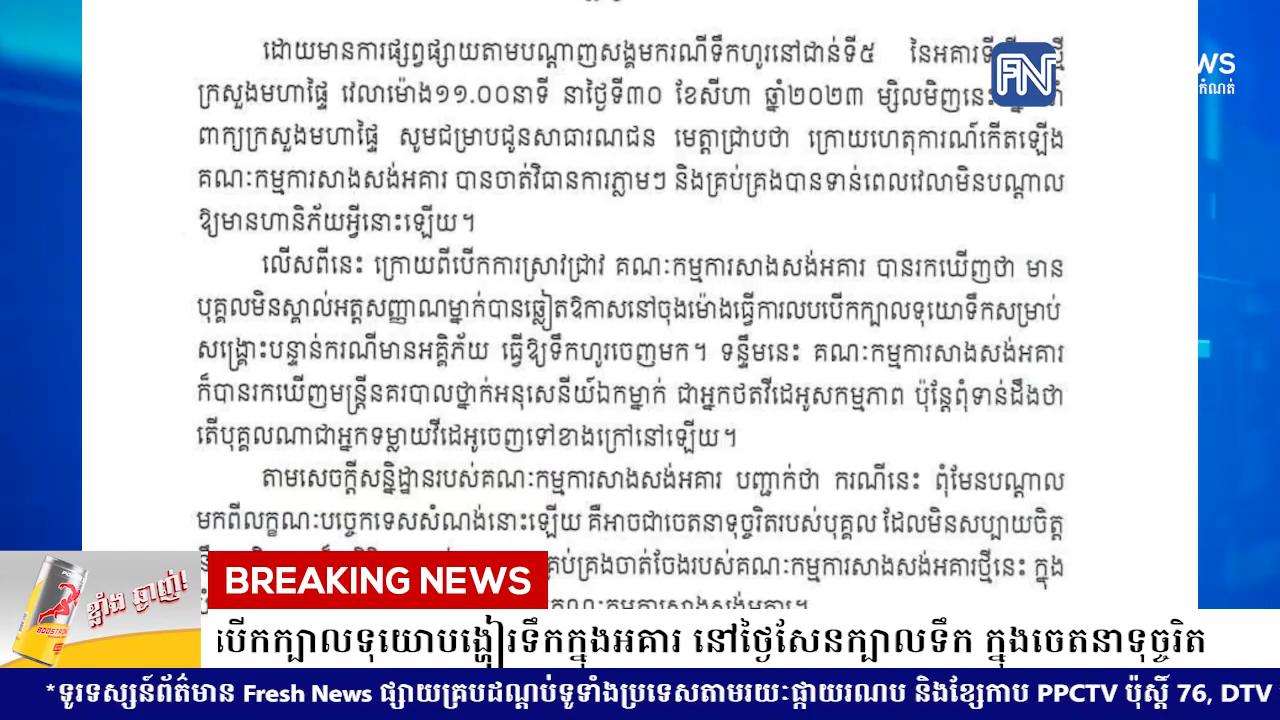 ដោយមានការផ្សព្វផ្សាយតាមបណ្តាញសង្គមករណីទឹកហូរនៅជាន់ទី៥ នៃអគារទី
FN
WS
ក្រសួងមហាផ្ទៃ វេលាម៉ោង១១.០០នាទី នាថ្ងៃទី៣០ ខែសីហា ឆ្នាំ២០២៣ ម្សិលមិញនេះ
កំណត់
ពាក្យក្រសួងមហាផ្ទៃ សូមជម្រាបជូនសាធារណជន មេត្តាជ្រាបថា ក្រោយហេតុការណ៍កើតឡើង
គណៈកម្មការសាងសង់អគារ បានចាត់វិធានការភ្លាមៗ និងគ្រប់គ្រងបានទាន់ពេលវេលាមិនបណ្តាល
ឱ្យមានហានិភ័យអ្វីនោះឡើយ។
លើសពីនេះ ក្រោយពីបើកការស្រាវជ្រាវ គណៈកម្មការសាងសង់អគារ បានរកឃើញថា មាន
បុគ្គលមិនស្គាល់អត្តសញ្ញាណម្នាក់បានឆ្លៀតឱកាសនៅចុងម៉ោងធ្វើការលបបើកក្បាលទុយោទឹកសម្រាប់
សង្គ្រោះបន្ទាន់ករណីមានអគ្គិភ័យ ធ្វើឱ្យទឹកហូរចេញមក។ ទន្ទឹមនេះ គណៈកម្មការសាងសង់អគារ
ក៏បានរកឃើញមន្ត្រីនគរបាលថ្នាក់អនុសេនីយ៍ឯកម្នាក់ ជាអ្នកថតវីដេអូសកម្មភាព ប៉ុន្តែពុំទាន់ដឹងថា
តើបុគ្គលណាជាអ្នកទម្លាយវីដេអូចេញទៅខាងក្រៅនៅឡើយ។
តាមសេចក្តីសន្និដ្ឋានរបស់គណៈកម្មការសាងសង់អគារ បញ្ជាក់ថា ករណីនេះ ពុំមែនបណ្តាល
មកពីលក្ខណៈបច្ចេកទេសសំណង់នោះឡើយ គឺអាចជាចេតនាទុច្ចរិតរបស់បុគ្គល ដែលមិនសប្បាយចិត្ត
គ្រប់គ្រងចាត់ចែងរបស់គណៈកម្មការសាងសង់អគារថ្មីនេះ ក្នុង
គណៈកម្មការសាងសង់អគារ។
ខ្លាំង ឆ្ងាញ់!
BOOSTRONG
BREAKING NEWS
បើកក្បាលទុយោបង្ហៀរទឹកក្នុងអគារ នៅថ្ងៃសែនក្បាលទឹក ក្នុងចេតនាទុច្ចរិត
*ទូរទស្សន៍ព័ត៌មាន Fresh News ផ្សាយគ្របដណ្តប់ទូទាំងប្រទេសតាមរយៈផ្កាយរណប និងខ្សែកាប PPCTV ប៉ុស្តិ៍ 76, DTV